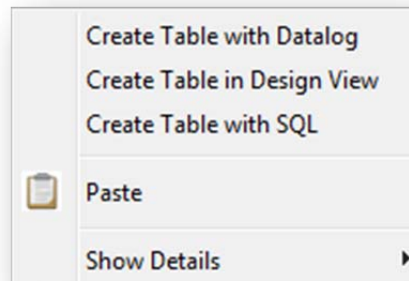 Create Table with Datalog
Create Table in Design View
Create Table with SQL
Paste
Show Details